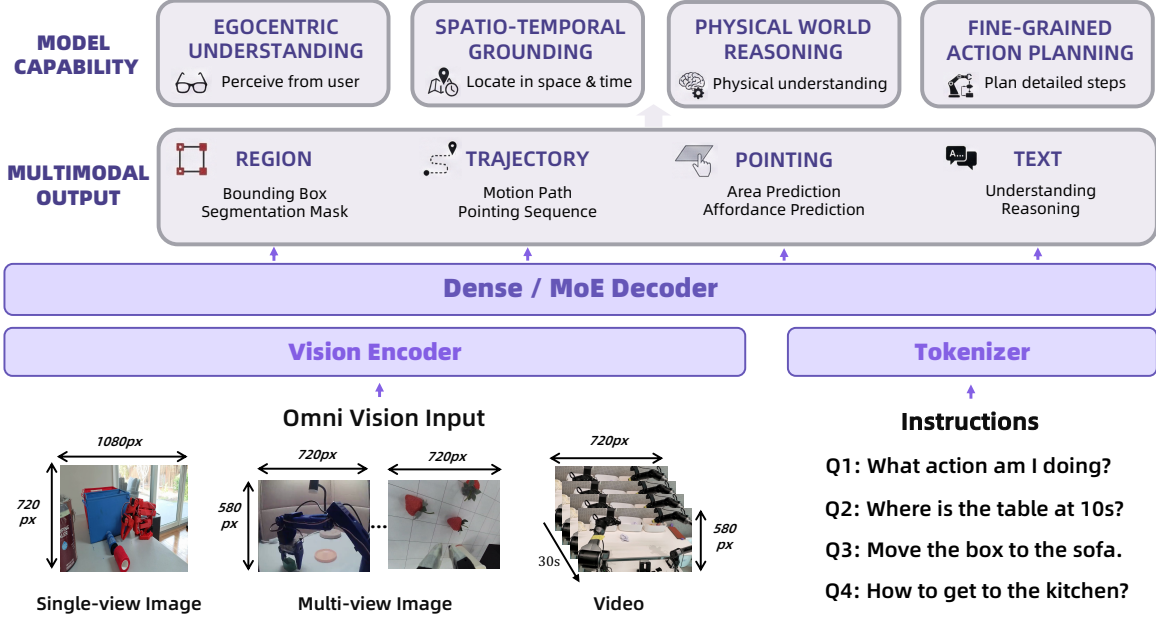 MODEL
CAPABILITY
EGOCENTRIC
UNDERSTANDING
Perceive from user
SPATIO-TEMPORAL
GROUNDING
Locate in space & time
PHYSICAL WORLD
REASONING
Physical understanding
FINE-GRAINED
ACTION PLANNING
Plan detailed steps
MULTIMODAL
OUTPUT
REGION
Bounding Box
Segmentation Mask
TRAJECTORY
Motion Path
Pointing Sequence
POINTING
Area Prediction
Affordance Prediction
A...
TEXT
Understanding
Reasoning
Dense / MoE Decoder
Vision Encoder
Tokenizer
Omni Vision Input
1080px
720
px
Single-view Image
720px
580
px
...
720px
Multi-view Image
720px
30s
580
px
Video
Instructions
Q1: What action am I doing?
Q2: Where is the table at 10s?
Q3: Move the box to the sofa.
Q4: How to get to the kitchen?